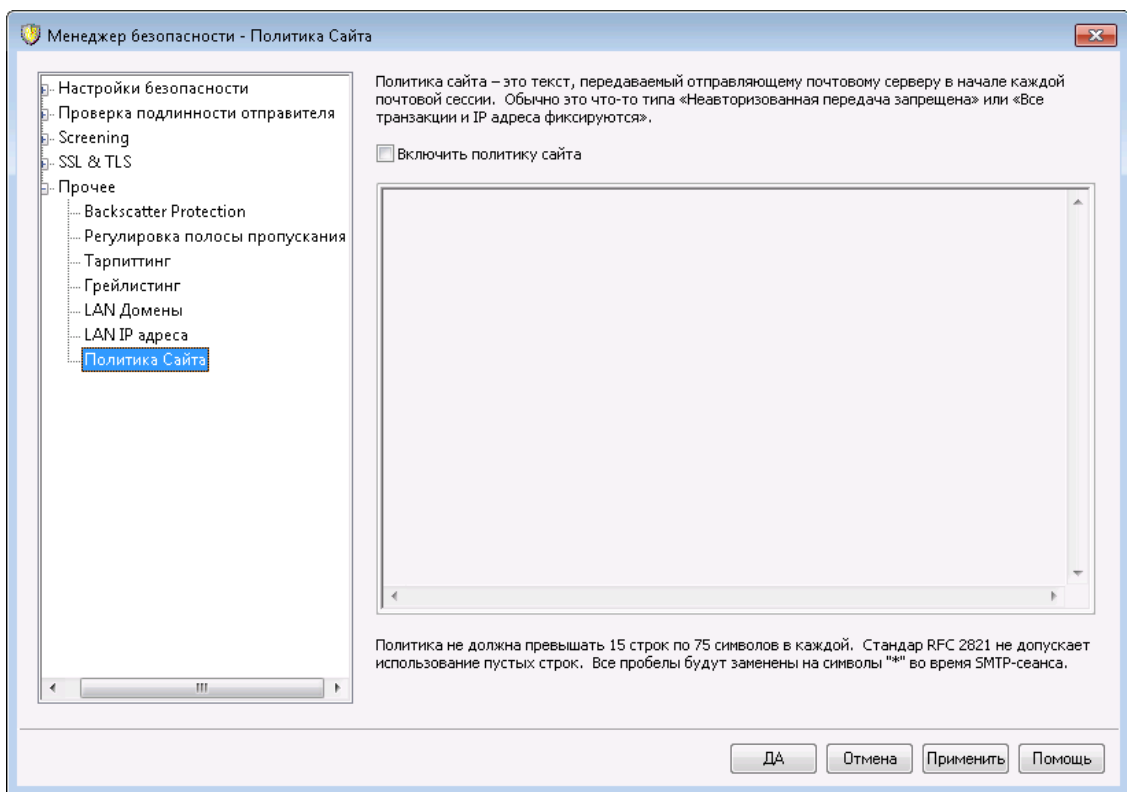 Менеджер безопасности - Политика Сайта
Настройки безопасности
Проверка подлинности отправителя
Screening
SSL & TLS
Прочее
Backscatter Protection
Регулировка полосы пропускания
Тарпиттинг
Грейлистинг
LAN Домены
LAN IP адреса
Политика Сайта
Политика сайта – это текст, передаваемый отправляющему почтовому серверу в начале каждой
почтовой сессии. Обычно это что-то типа «Неавторизованная передача запрещена» или «Все
транзакции и IP адреса фиксируются».
Включить политику сайта
Политика не должна превышать 15 строк по 75 символов в каждой. Стандар RFC 2821 не допускает
использование пустых строк. Все пробелы будут заменены на символы "*" во время SMTP-сеанса.
ДА
Отмена
Применить
Помощь